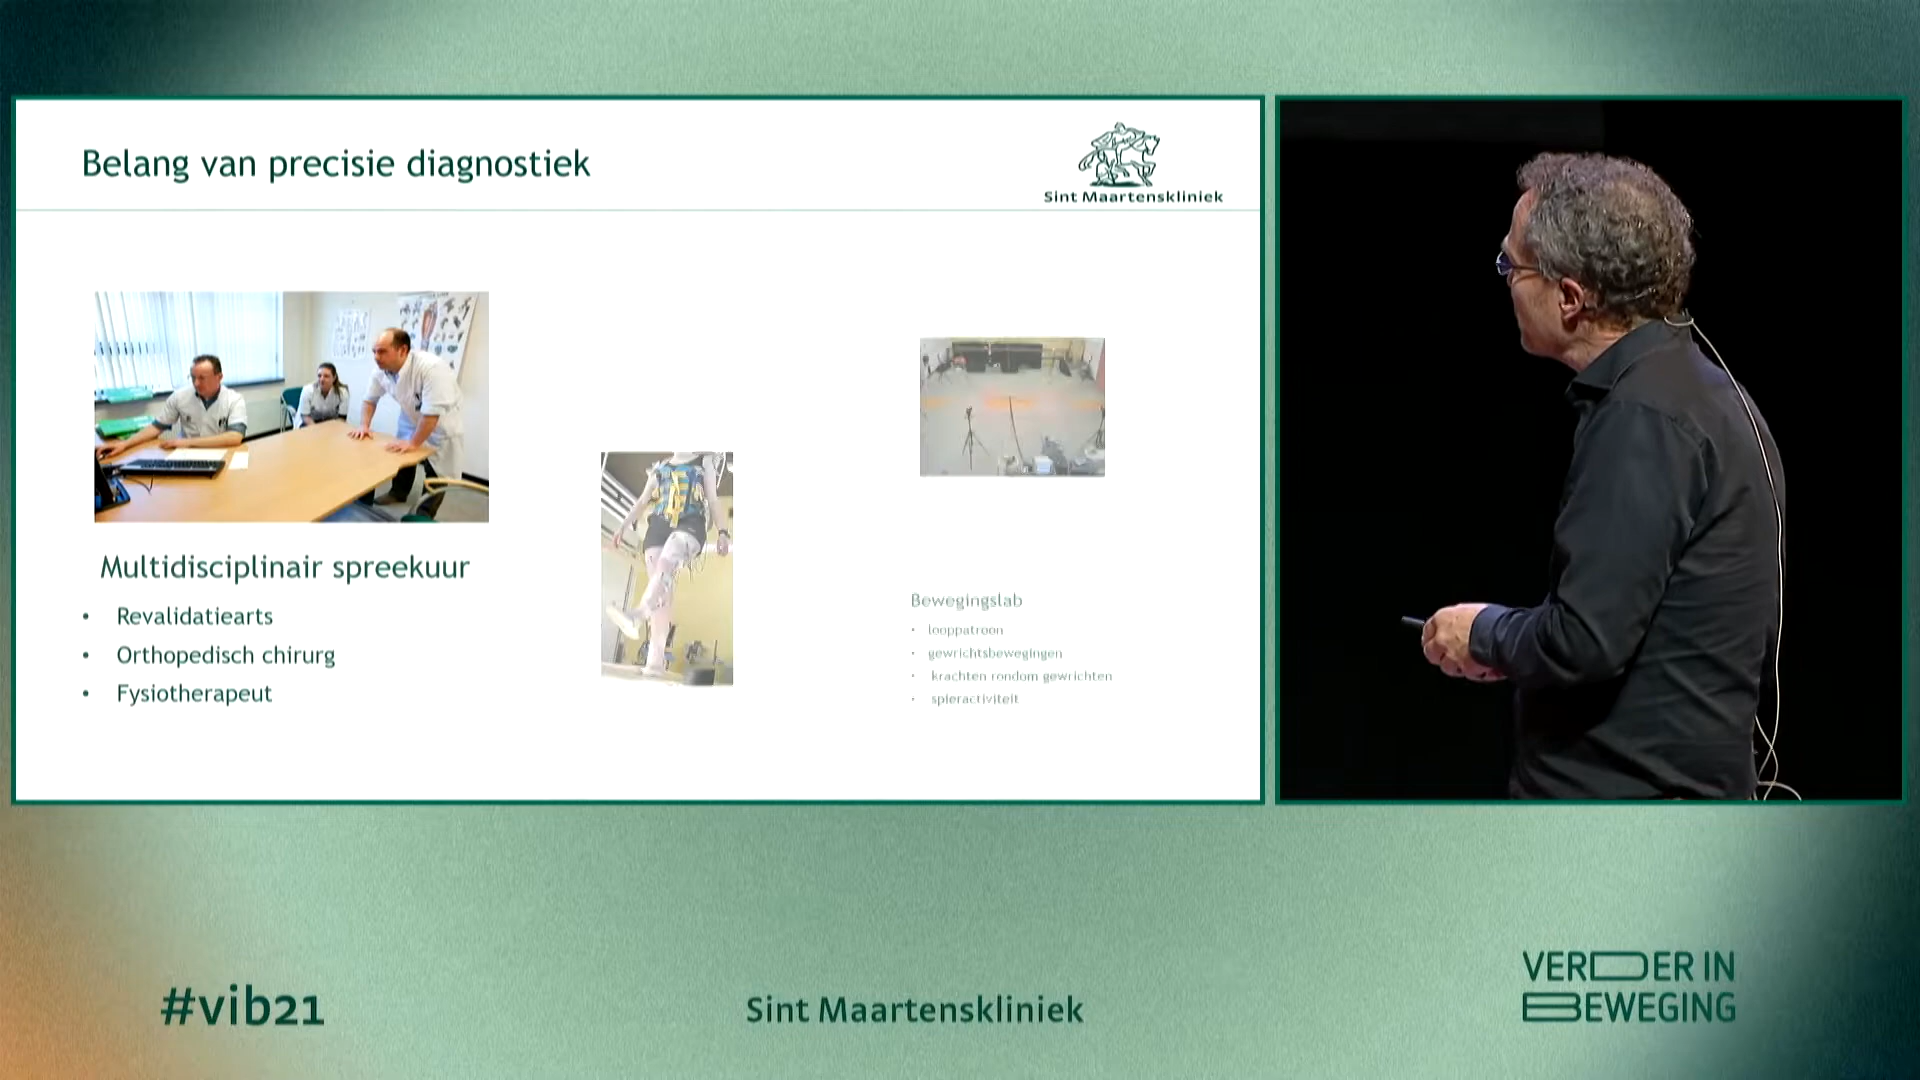 Belang van precisie diagnostiek
Sint Maartenskliniek
Multidisciplinair spreekuur
• Revalidatiearts
• Orthopedisch chirurg
• Fysiotherapeut
Bewegingslab
• looppatroon
• gewrichtsbewegingen
• krachten rondom gewrichten
• spieractiviteit
#vib21
Sint Maartenskliniek
VERDER IN
BEWEGING